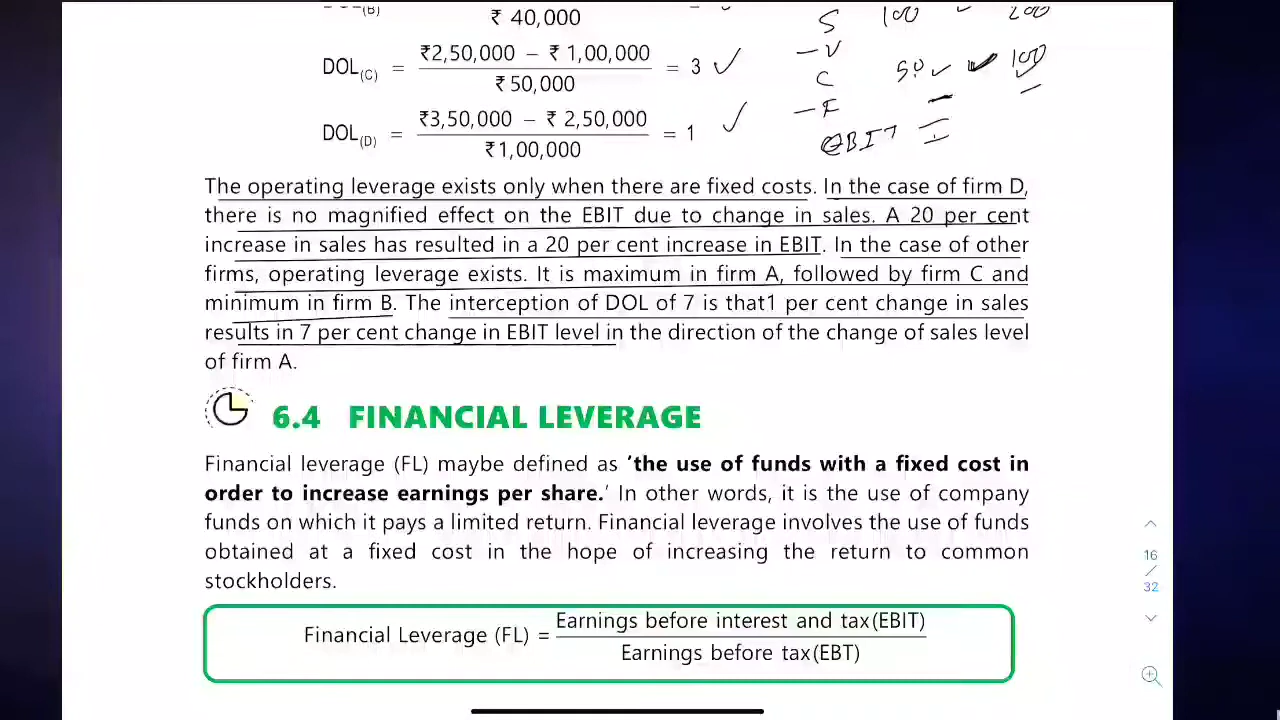 ₹ 40,000
S 100 200
DOL(C) = ₹2,50,000 − ₹ 1,00,000 / ₹ 50,000 = 3 ✓
– V
C 50 ✓ 100
DOL(D) = ₹3,50,000 − ₹ 2,50,000 / ₹1,00,000 = 1 ✓
– F
EBIT
The operating leverage exists only when there are fixed costs. In the case of firm D,
there is no magnified effect on the EBIT due to change in sales. A 20 per cent
increase in sales has resulted in a 20 per cent increase in EBIT. In the case of other
firms, operating leverage exists. It is maximum in firm A, followed by firm C and
minimum in firm B. The interception of DOL of 7 is that1 per cent change in sales
results in 7 per cent change in EBIT level in the direction of the change of sales level
of firm A.
6.4 FINANCIAL LEVERAGE
Financial leverage (FL) maybe defined as ‘the use of funds with a fixed cost in
order to increase earnings per share.’ In other words, it is the use of company
funds on which it pays a limited return. Financial leverage involves the use of funds
obtained at a fixed cost in the hope of increasing the return to common
stockholders.
Financial Leverage (FL) = Earnings before interest and tax(EBIT) / Earnings before tax(EBT)
16
/
32